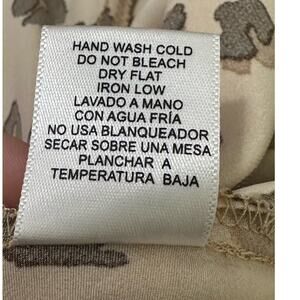 HAND WASH COLD
DO NOT BLEACH
DRY FLAT
IRON LOW
LAVADO A MANO
CON AGUA FRÍA
NO USA BLANQUEADOR
SECAR SOBRE UNA MESA
PLANCHAR A
TEMPERATURA BAJA